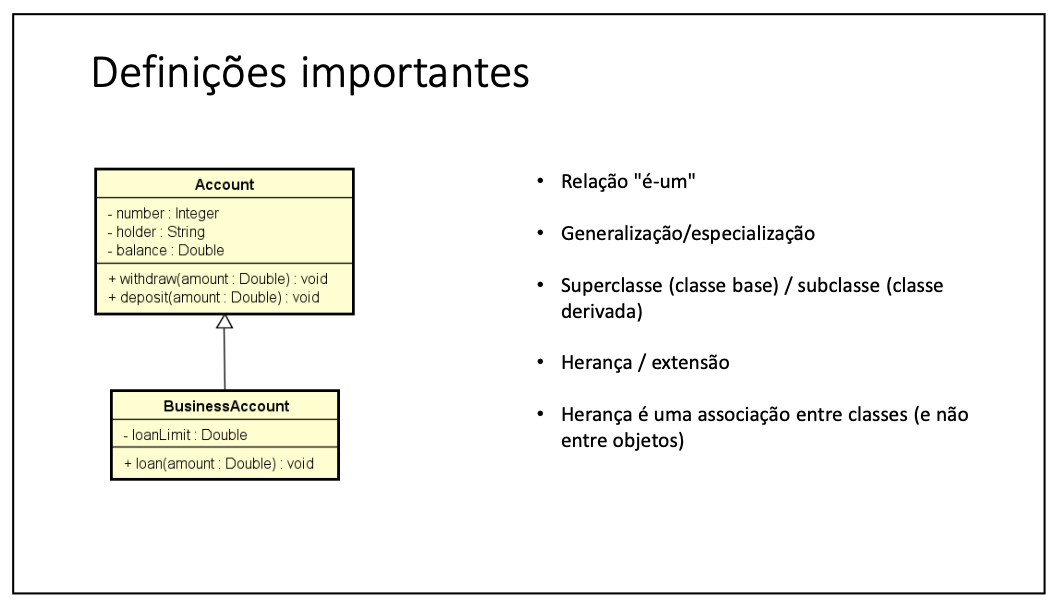 Definições importantes
Account
- number : Integer
- holder : String
- balance : Double
+ withdraw(amount : Double) : void
+ deposit(amount : Double) : void
BusinessAccount
- loanLimit : Double
+ loan(amount : Double) : void
• Relação "é-um"
• Generalização/especialização
• Superclasse (classe base) / subclasse (classe
derivada)
• Herança / extensão
• Herança é uma associação entre classes (e não
entre objetos)